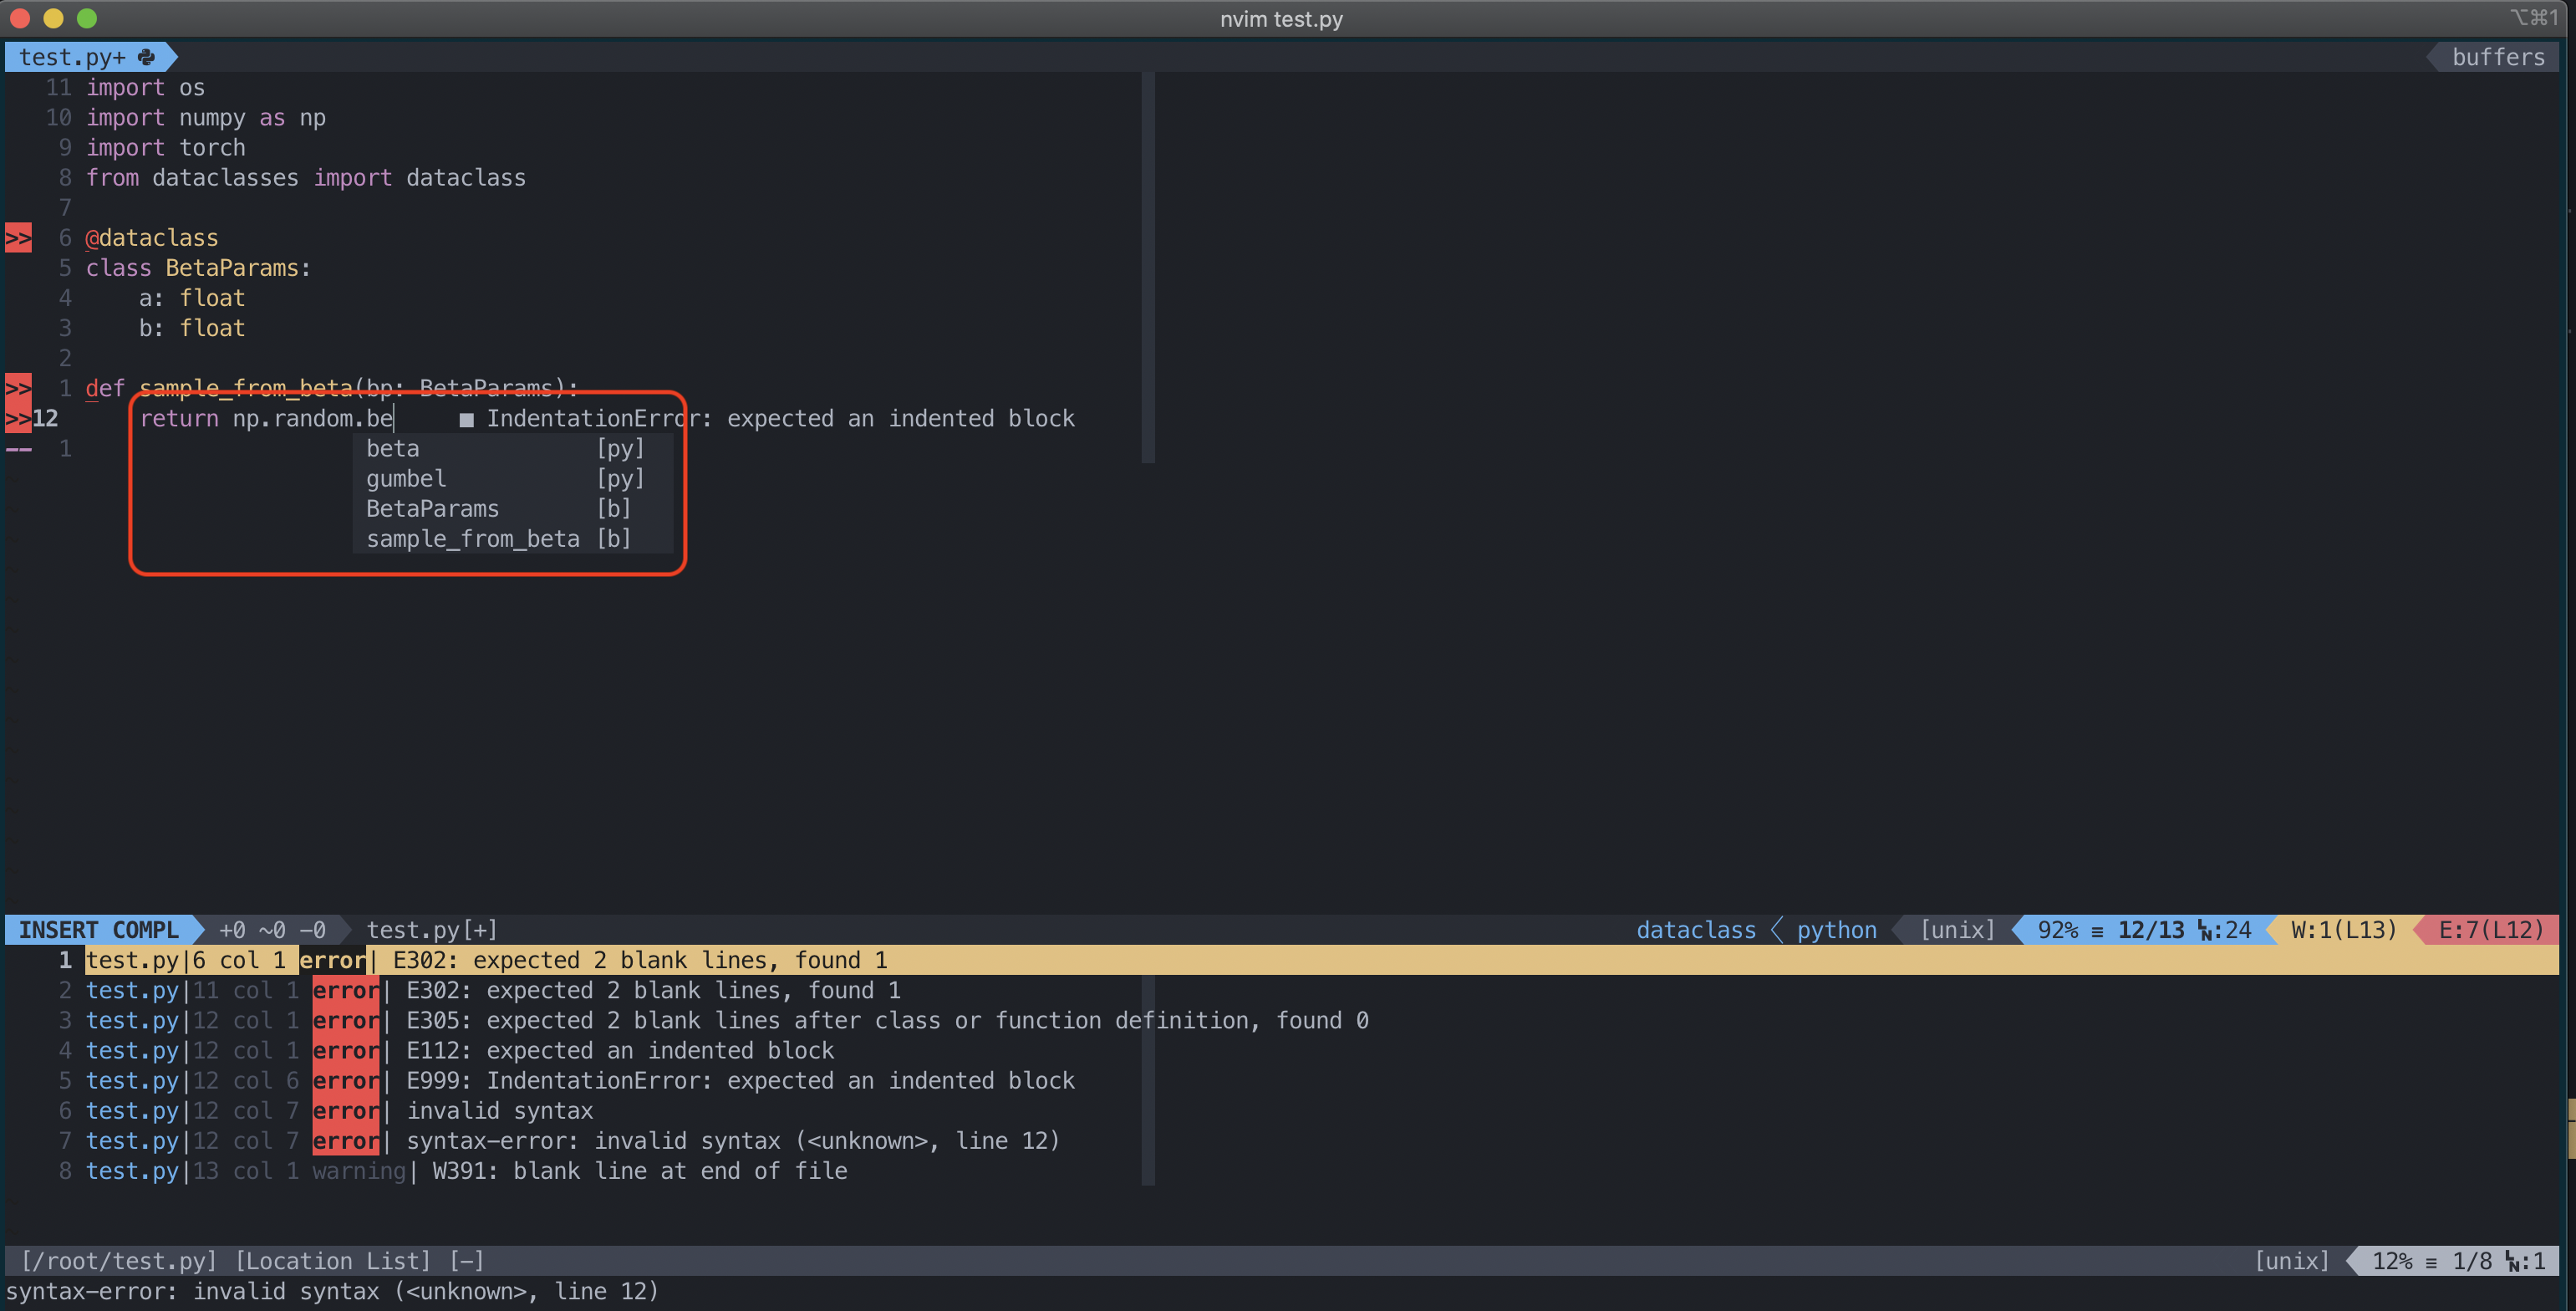 nvim test.py ⌥⌘1
test.py+ buffers
11 import os
10 import numpy as np
9 import torch
8 from dataclasses import dataclass
7
>> 6 @dataclass
5 class BetaParams:
4 a: float
3 b: float
2
>> 1 def sample_from_beta(bp: BetaParams):
>>12 return np.random.be ■ IndentationError: expected an indented block
-- 1 beta [py]
gumbel [py]
BetaParams [b]
sample_from_beta [b]
INSERT COMPL +0 ~0 -0 test.py[+] dataclass python [unix] 92% ≡ 12/13 ␤:24 W:1(L13) E:7(L12)
1 test.py|6 col 1 error| E302: expected 2 blank lines, found 1
2 test.py|11 col 1 error| E302: expected 2 blank lines, found 1
3 test.py|12 col 1 error| E305: expected 2 blank lines after class or function definition, found 0
4 test.py|12 col 1 error| E112: expected an indented block
5 test.py|12 col 6 error| E999: IndentationError: expected an indented block
6 test.py|12 col 7 error| invalid syntax
7 test.py|12 col 7 error| syntax-error: invalid syntax (<unknown>, line 12)
8 test.py|13 col 1 warning| W391: blank line at end of file
[/root/test.py] [Location List] [-] [unix] 12% ≡ 1/8 ␤:1
syntax-error: invalid syntax (<unknown>, line 12)